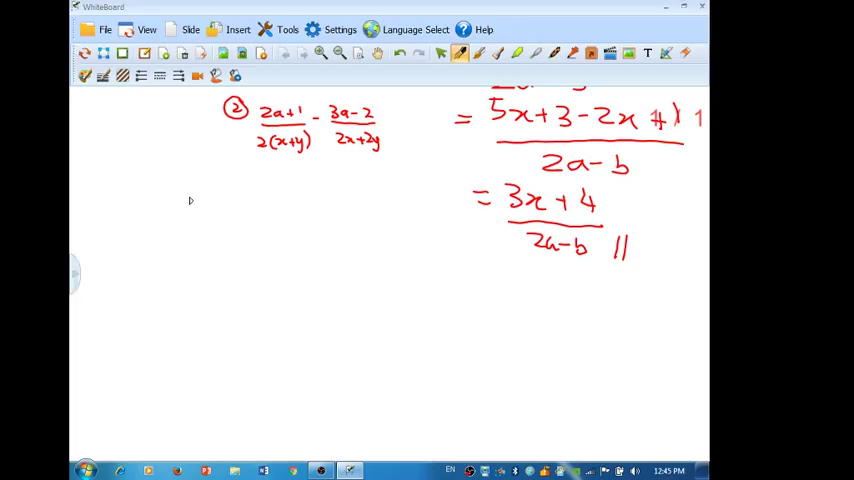 WhiteBoard
File View Slide Insert Tools Settings Language Select Help
② 2a+1 / 2(x+y) - 3a-2 / 2x+2y
= 5x+3-2x+1 / 2a-b
= 3x+4 / 2a-b //
EN 12:45 PM